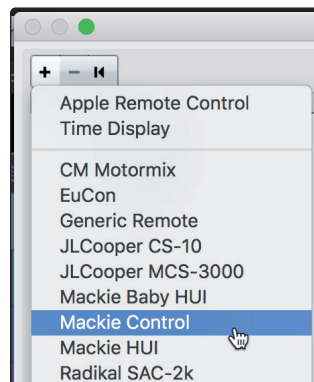 Apple Remote Control
Time Display
CM Motormix
EuCon
Generic Remote
JLCooper CS-10
JLCooper MCS-3000
Mackie Baby HUI
Mackie Control
Mackie HUI
Radikal SAC-2k